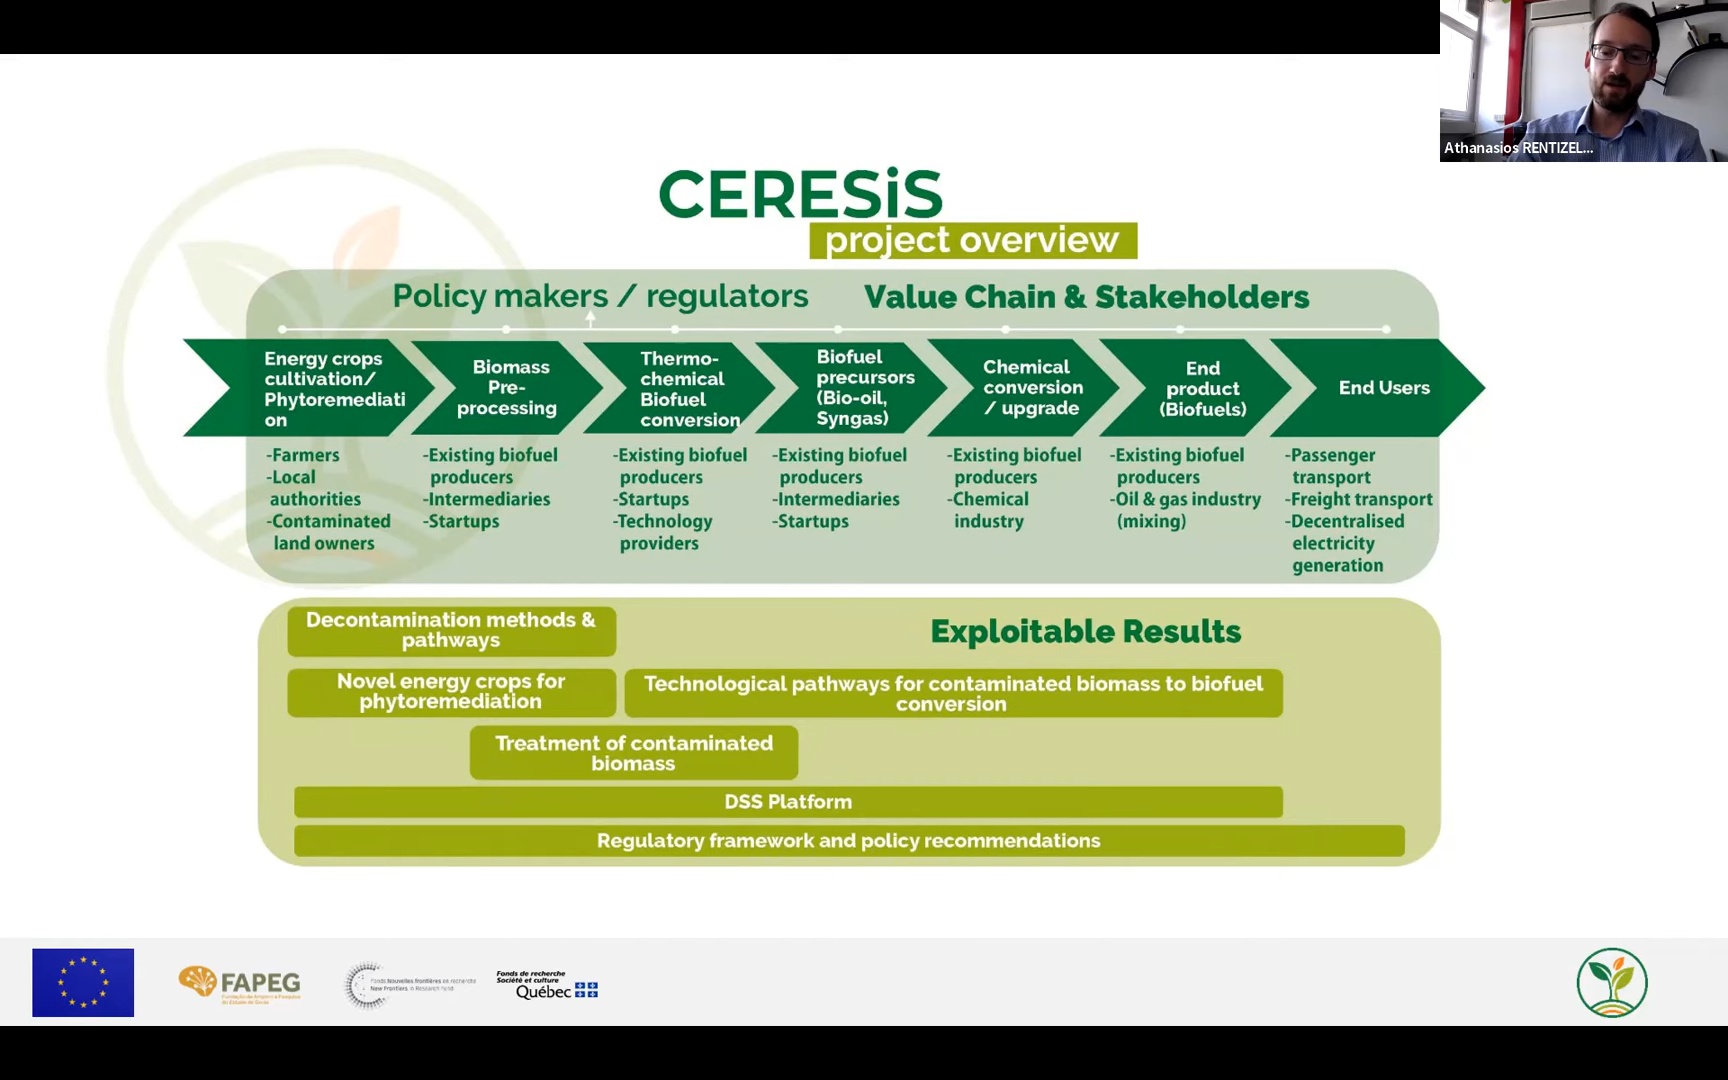 Athanasios RENTIZEL...
CERESiS
project overview
Policy makers / regulators
Value Chain & Stakeholders
Energy crops
cultivation/
Phytoremediati
on
Biomass
Pre-
processing
Thermo-
chemical
Biofuel
conversion
Biofuel
precursors
(Bio-oil,
Syngas)
Chemical
conversion
/ upgrade
End
product
(Biofuels)
End Users
-Farmers
-Local
authorities
-Contaminated
land owners
-Existing biofuel
producers
-Intermediaries
-Startups
-Existing biofuel
producers
-Startups
-Technology
providers
-Existing biofuel
producers
-Intermediaries
-Startups
-Existing biofuel
producers
-Chemical
industry
-Existing biofuel
producers
-Oil & gas industry
(mixing)
-Passenger
transport
-Freight transport
-Decentralised
electricity
generation
Exploitable Results
Decontamination methods &
pathways
Novel energy crops for
phytoremediation
Technological pathways for contaminated biomass to biofuel
conversion
Treatment of contaminated
biomass
DSS Platform
Regulatory framework and policy recommendations
FAPEG
Fundação de Amparo à Pesquisa
do Estado de Goiás
Fonds Nouvelles frontières en recherche
New Frontiers in Research Fund
Fonds de recherche
Société et culture
Québec